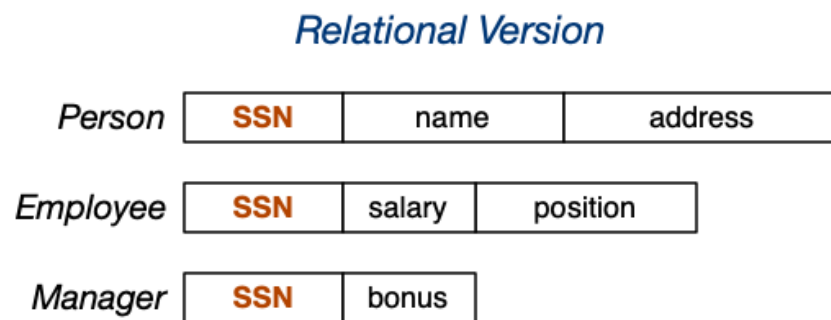 Relational Version
Person SSN name address
Employee SSN salary position
Manager SSN bonus